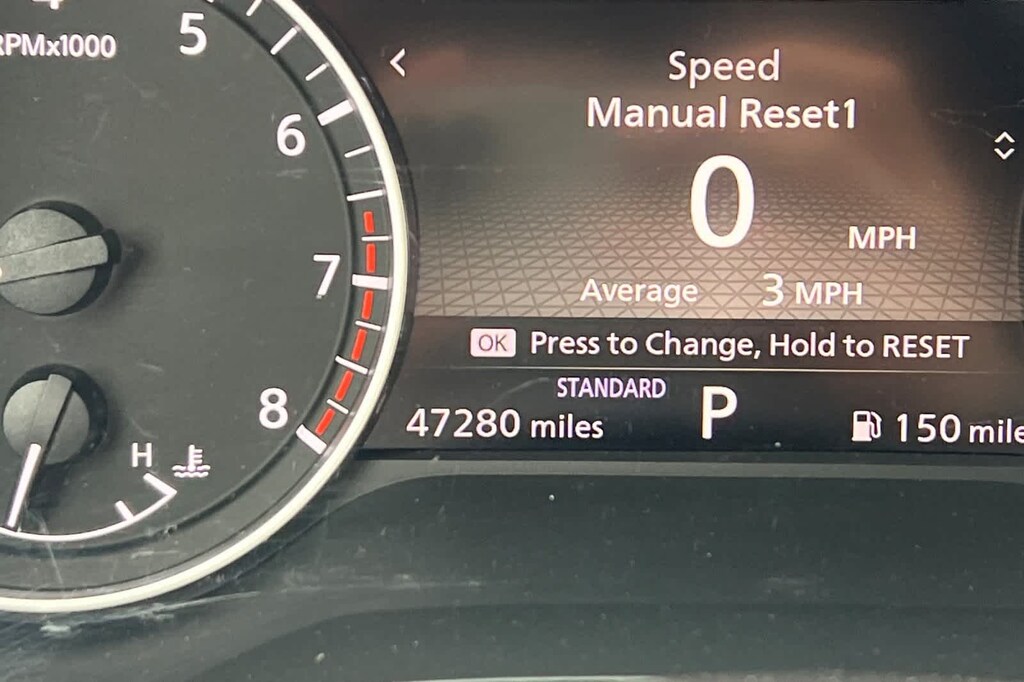 RPMx1000
5
6
7
8
H
<
Speed
Manual Reset1
0 MPH
Average 3 MPH
OK Press to Change, Hold to RESET
STANDARD
47280 miles
P
150 mile